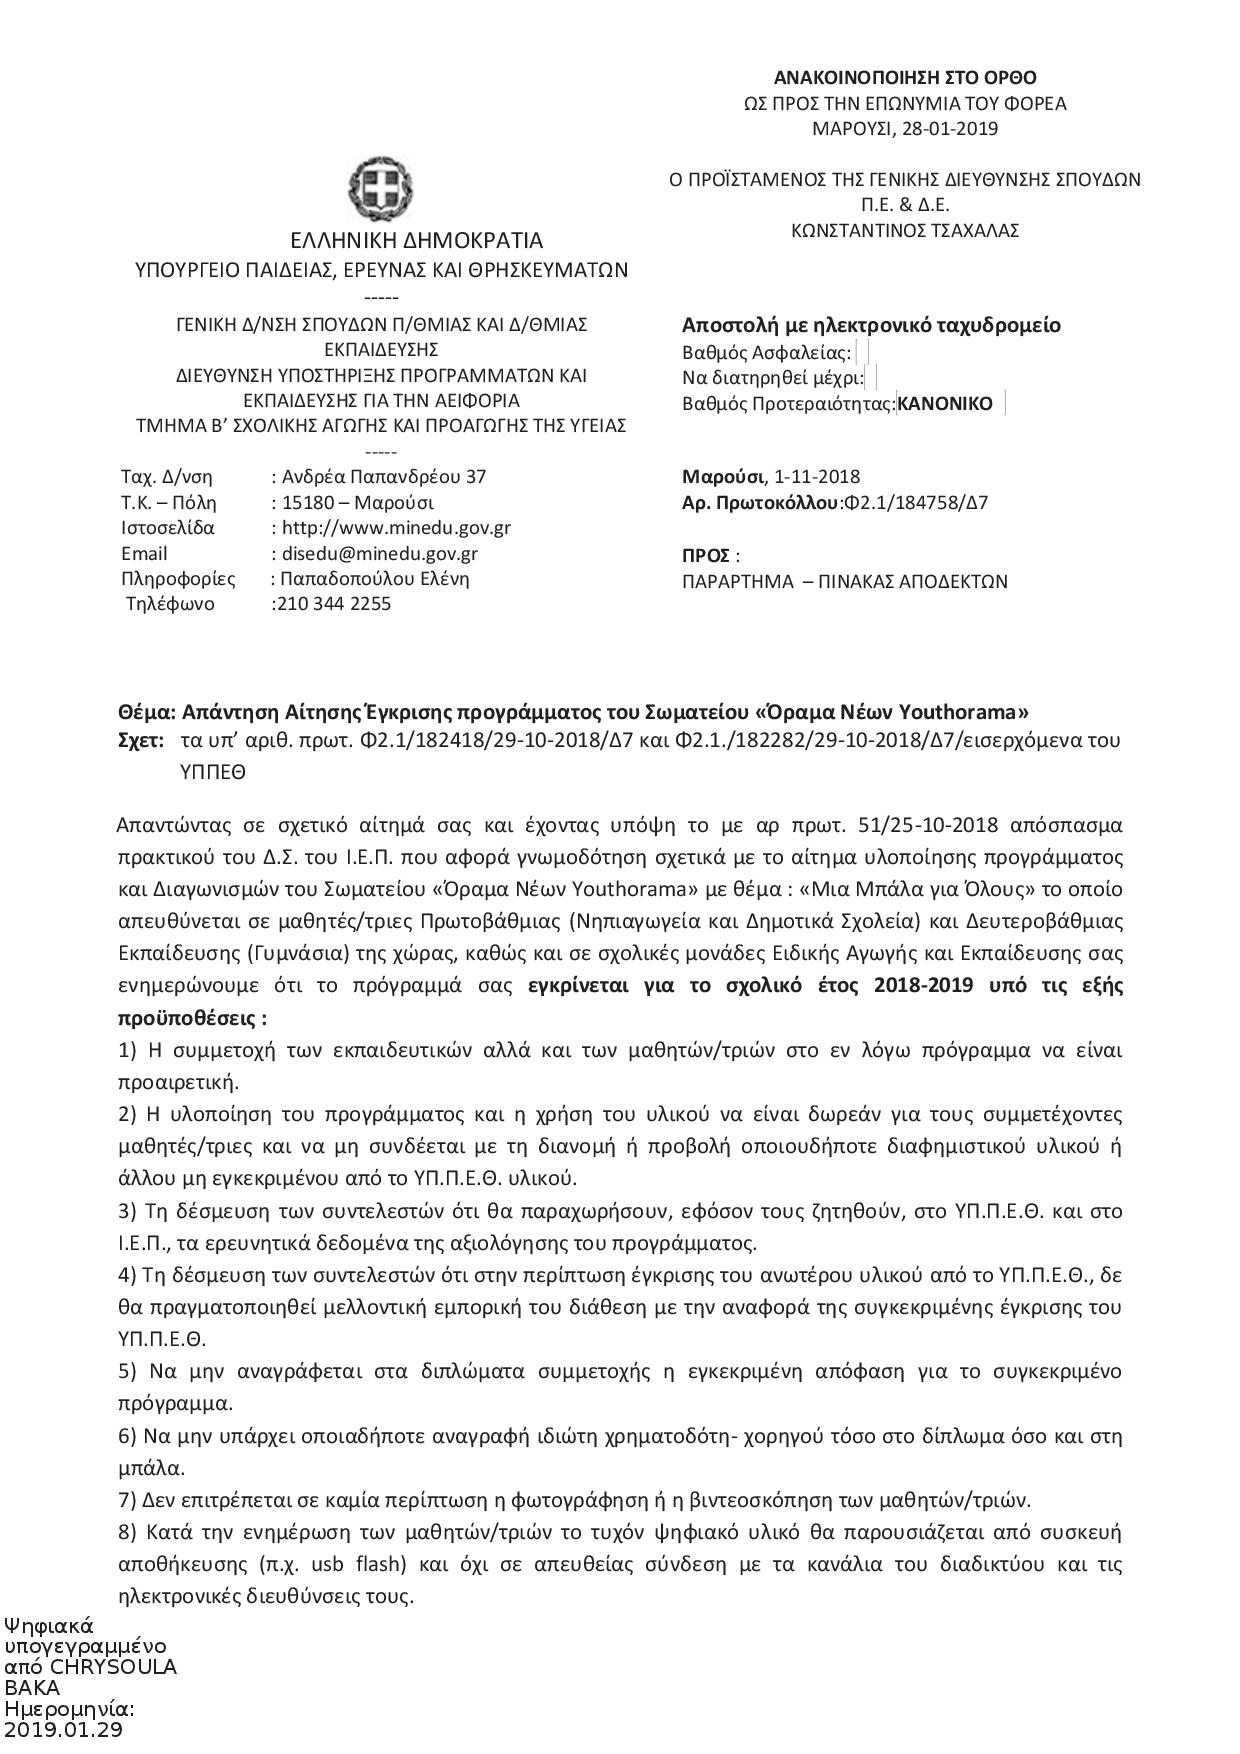 ΑΝΑΚΟΙΝΟΠΟΙΗΣΗ ΣΤΟ ΟΡΘΟ
ΩΣ ΠΡΟΣ ΤΗΝ ΕΠΩΝΥΜΙΑ ΤΟΥ ΦΟΡΕΑ
ΜΑΡΟΥΣΙ, 28-01-2019
Ο ΠΡΟΪΣΤΑΜΕΝΟΣ ΤΗΣ ΓΕΝΙΚΗΣ ΔΙΕΥΘΥΝΣΗΣ ΣΠΟΥΔΩΝ
Π.Ε. & Δ.Ε.
ΚΩΝΣΤΑΝΤΙΝΟΣ ΤΣΑΧΑΛΑΣ
ΕΛΛΗΝΙΚΗ ΔΗΜΟΚΡΑΤΙΑ
ΥΠΟΥΡΓΕΙΟ ΠΑΙΔΕΙΑΣ, ΕΡΕΥΝΑΣ ΚΑΙ ΘΡΗΣΚΕΥΜΑΤΩΝ
-----
ΓΕΝΙΚΗ Δ/ΝΣΗ ΣΠΟΥΔΩΝ Π/ΘΜΙΑΣ ΚΑΙ Δ/ΘΜΙΑΣ
ΕΚΠΑΙΔΕΥΣΗΣ
ΔΙΕΥΘΥΝΣΗ ΥΠΟΣΤΗΡΙΞΗΣ ΠΡΟΓΡΑΜΜΑΤΩΝ ΚΑΙ
ΕΚΠΑΙΔΕΥΣΗΣ ΓΙΑ ΤΗΝ ΑΕΙΦΟΡΙΑ
ΤΜΗΜΑ Β’ ΣΧΟΛΙΚΗΣ ΑΓΩΓΗΣ ΚΑΙ ΠΡΟΑΓΩΓΗΣ ΤΗΣ ΥΓΕΙΑΣ
-----
Αποστολή με ηλεκτρονικό ταχυδρομείο
Βαθμός Ασφαλείας:
Να διατηρηθεί μέχρι:
Βαθμός Προτεραιότητας:ΚΑΝΟΝΙΚΟ
Ταχ. Δ/νση : Ανδρέα Παπανδρέου 37
Τ.Κ. – Πόλη : 15180 – Μαρούσι
Ιστοσελίδα : http://www.minedu.gov.gr
Email : disedu@minedu.gov.gr
Πληροφορίες : Παπαδοπούλου Ελένη
Τηλέφωνο :210 344 2255
Μαρούσι, 1-11-2018
Αρ. Πρωτοκόλλου:Φ2.1/184758/Δ7
ΠΡΟΣ :
ΠΑΡΑΡΤΗΜΑ – ΠΙΝΑΚΑΣ ΑΠΟΔΕΚΤΩΝ
Θέμα: Απάντηση Αίτησης Έγκρισης προγράμματος του Σωματείου «Όραμα Νέων Youthorama»
Σχετ: τα υπ’ αριθ. πρωτ. Φ2.1/182418/29-10-2018/Δ7 και Φ2.1./182282/29-10-2018/Δ7/εισερχόμενα του
ΥΠΠΕΘ
Απαντώντας σε σχετικό αίτημά σας και έχοντας υπόψη το με αρ πρωτ. 51/25-10-2018 απόσπασμα
πρακτικού του Δ.Σ. του Ι.Ε.Π. που αφορά γνωμοδότηση σχετικά με το αίτημα υλοποίησης προγράμματος
και Διαγωνισμών του Σωματείου «Όραμα Νέων Youthorama» με θέμα : «Μια Μπάλα για Όλους» το οποίο
απευθύνεται σε μαθητές/τριες Πρωτοβάθμιας (Νηπιαγωγεία και Δημοτικά Σχολεία) και Δευτεροβάθμιας
Εκπαίδευσης (Γυμνάσια) της χώρας, καθώς και σε σχολικές μονάδες Ειδικής Αγωγής και Εκπαίδευσης σας
ενημερώνουμε ότι το πρόγραμμά σας εγκρίνεται για το σχολικό έτος 2018-2019 υπό τις εξής
προϋποθέσεις :
1) Η συμμετοχή των εκπαιδευτικών αλλά και των μαθητών/τριών στο εν λόγω πρόγραμμα να είναι
προαιρετική.
2) Η υλοποίηση του προγράμματος και η χρήση του υλικού να είναι δωρεάν για τους συμμετέχοντες
μαθητές/τριες και να μη συνδέεται με τη διανομή ή προβολή οποιουδήποτε διαφημιστικού υλικού ή
άλλου μη εγκεκριμένου από το ΥΠ.Π.Ε.Θ. υλικού.
3) Τη δέσμευση των συντελεστών ότι θα παραχωρήσουν, εφόσον τους ζητηθούν, στο ΥΠ.Π.Ε.Θ. και στο
Ι.Ε.Π., τα ερευνητικά δεδομένα της αξιολόγησης του προγράμματος.
4) Τη δέσμευση των συντελεστών ότι στην περίπτωση έγκρισης του ανωτέρου υλικού από το ΥΠ.Π.Ε.Θ., δε
θα πραγματοποιηθεί μελλοντική εμπορική του διάθεση με την αναφορά της συγκεκριμένης έγκρισης του
ΥΠ.Π.Ε.Θ.
5) Να μην αναγράφεται στα διπλώματα συμμετοχής η εγκεκριμένη απόφαση για το συγκεκριμένο
πρόγραμμα.
6) Να μην υπάρχει οποιαδήποτε αναγραφή ιδιώτη χρηματοδότη- χορηγού τόσο στο δίπλωμα όσο και στη
μπάλα.
7) Δεν επιτρέπεται σε καμία περίπτωση η φωτογράφηση ή η βιντεοσκόπηση των μαθητών/τριών.
8) Κατά την ενημέρωση των μαθητών/τριών το τυχόν ψηφιακό υλικό θα παρουσιάζεται από συσκευή
αποθήκευσης (π.χ. usb flash) και όχι σε απευθείας σύνδεση με τα κανάλια του διαδικτύου και τις
ηλεκτρονικές διευθύνσεις τους.
Ψηφιακά
υπογεγραμμένο
από CHRYSOULA
BAKA
Ημερομηνία:
2019.01.29